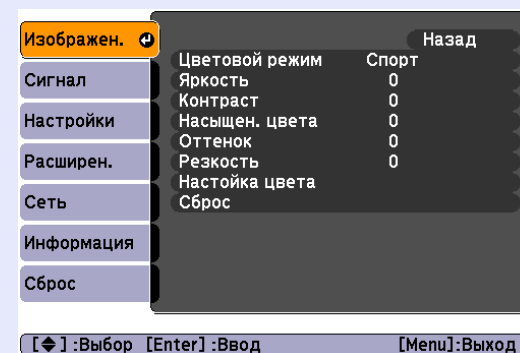 Изображен.
Сигнал
Настройки
Расширен.
Сеть
Информация
Сброс
Назад
Цветовой режим Спорт
Яркость 0
Контраст 0
Насыщен. цвета 0
Оттенок 0
Резкость 0
Настойка цвета
Сброс
[◆] :Выбор [Enter] :Ввод [Menu]:Выход